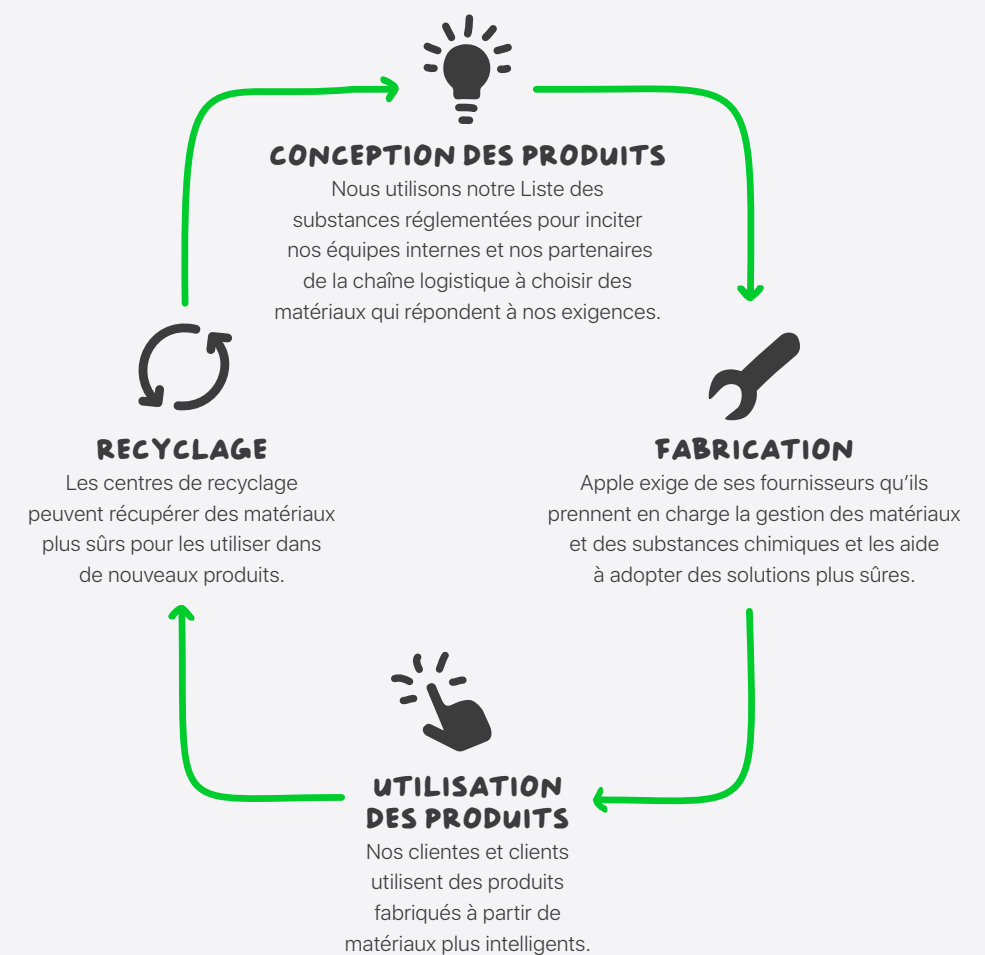 CONCEPTION DES PRODUITS
Nous utilisons notre Liste des
substances réglementées pour inciter
nos équipes internes et nos partenaires
de la chaîne logistique à choisir des
matériaux qui répondent à nos exigences.
FABRICATION
Apple exige de ses fournisseurs qu’ils
prennent en charge la gestion des matériaux
et des substances chimiques et les aide
à adopter des solutions plus sûres.
UTILISATION
DES PRODUITS
Nos clientes et clients
utilisent des produits
fabriqués à partir de
matériaux plus intelligents.
RECYCLAGE
Les centres de recyclage
peuvent récupérer des matériaux
plus sûrs pour les utiliser dans
de nouveaux produits.